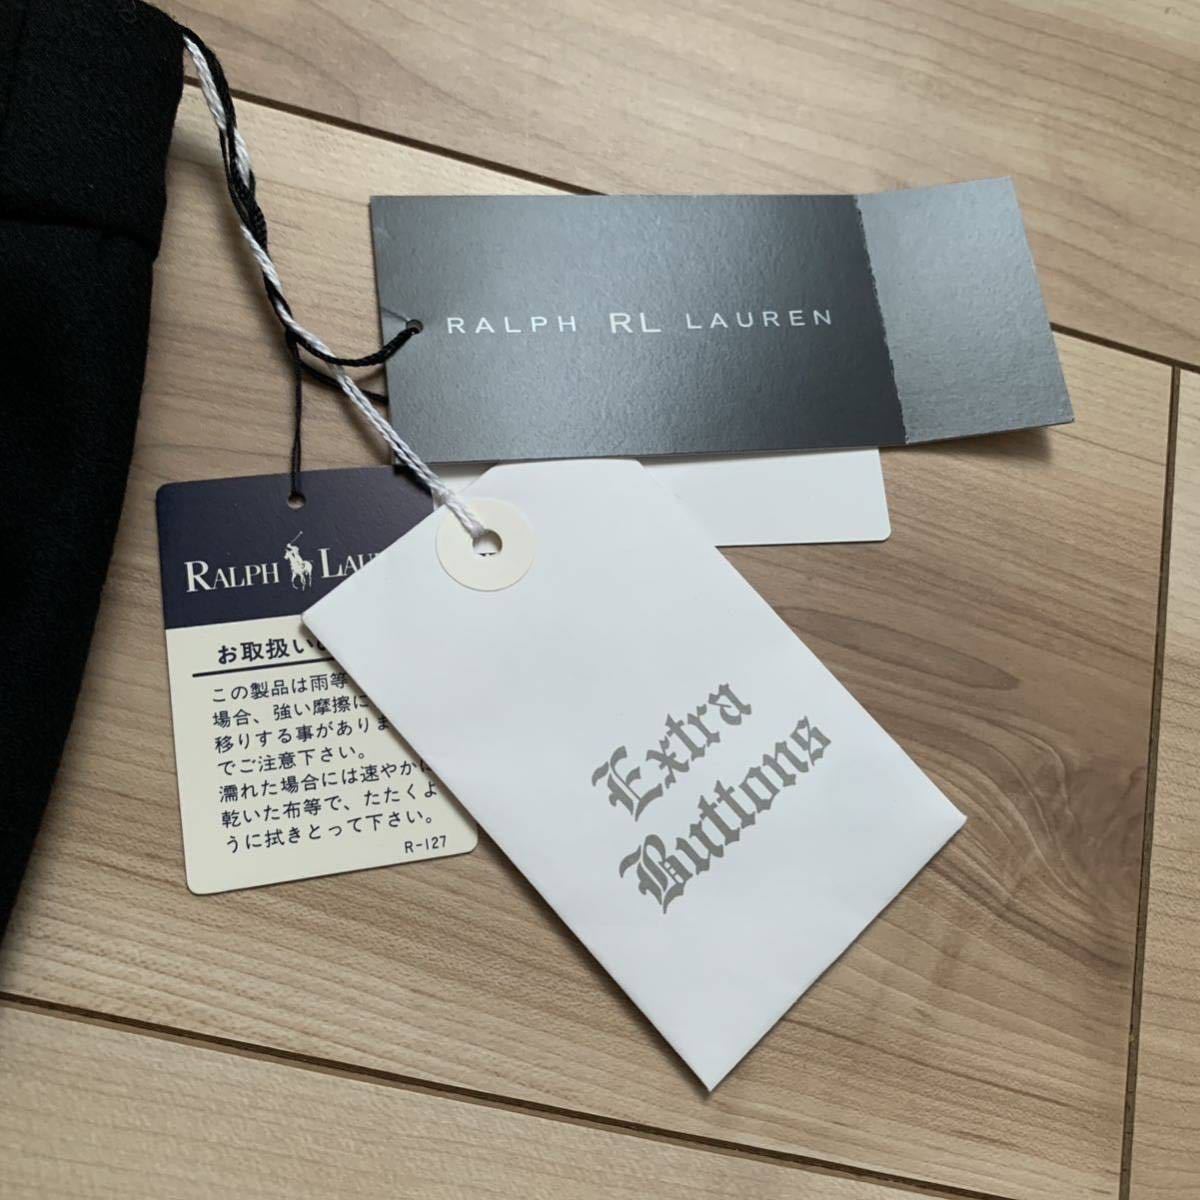 RALPH RL LAUREN
RALPH
お取扱い
この製品は雨等
場合、強い摩擦に
移りする事がありま
でご注意下さい。
濡れた場合には速やかに
乾いた布等で、たたくよ
うに拭きとって下さい。
R-127
Extra
Buttons